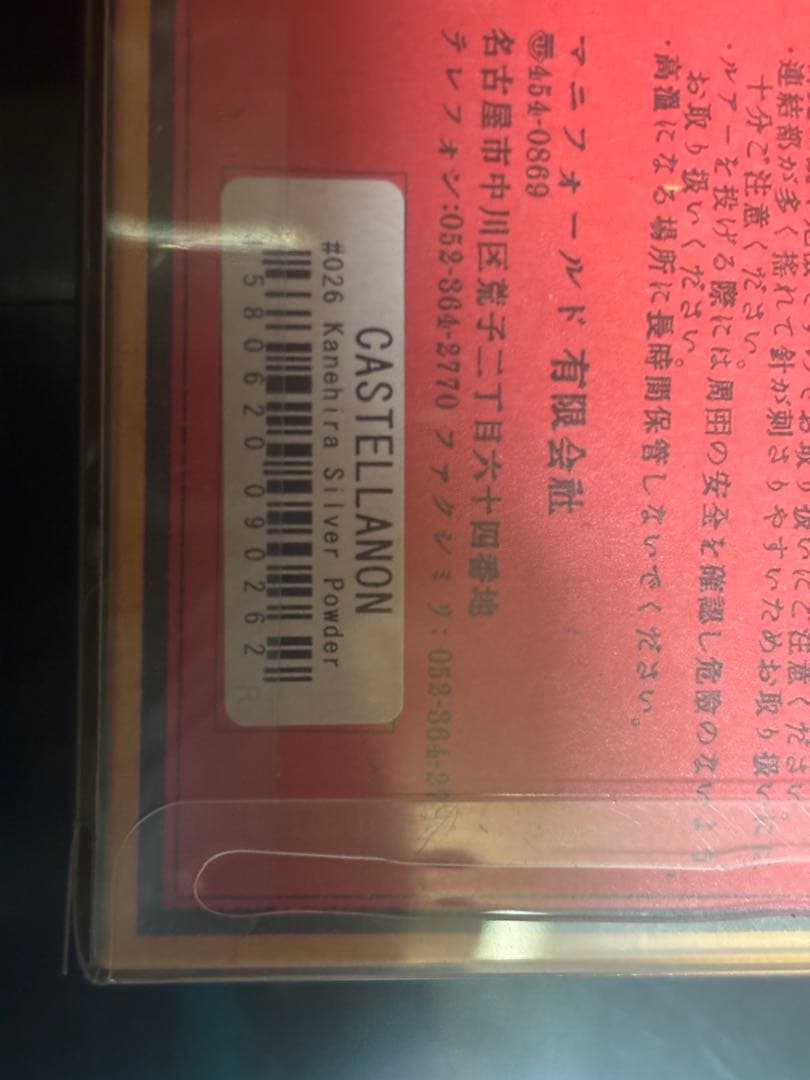 ・連結部が多く揺れて針が刺さりやすいためお取り扱いに
十分ご注意ください。
・ルアーを投げる際には周囲の安全を確認し危険のないよう、
お取り扱いください。
・高温になる場所に長時間保管しないでください。
マニフォールド有限会社
〠454-0869
名古屋市中川区荒子二丁目六十四番地
テレフォン:052-364-2770 ファクシミリ:052-364-27
CASTELLANON
#026 Kanehira Silver Powder
4580620090262
R